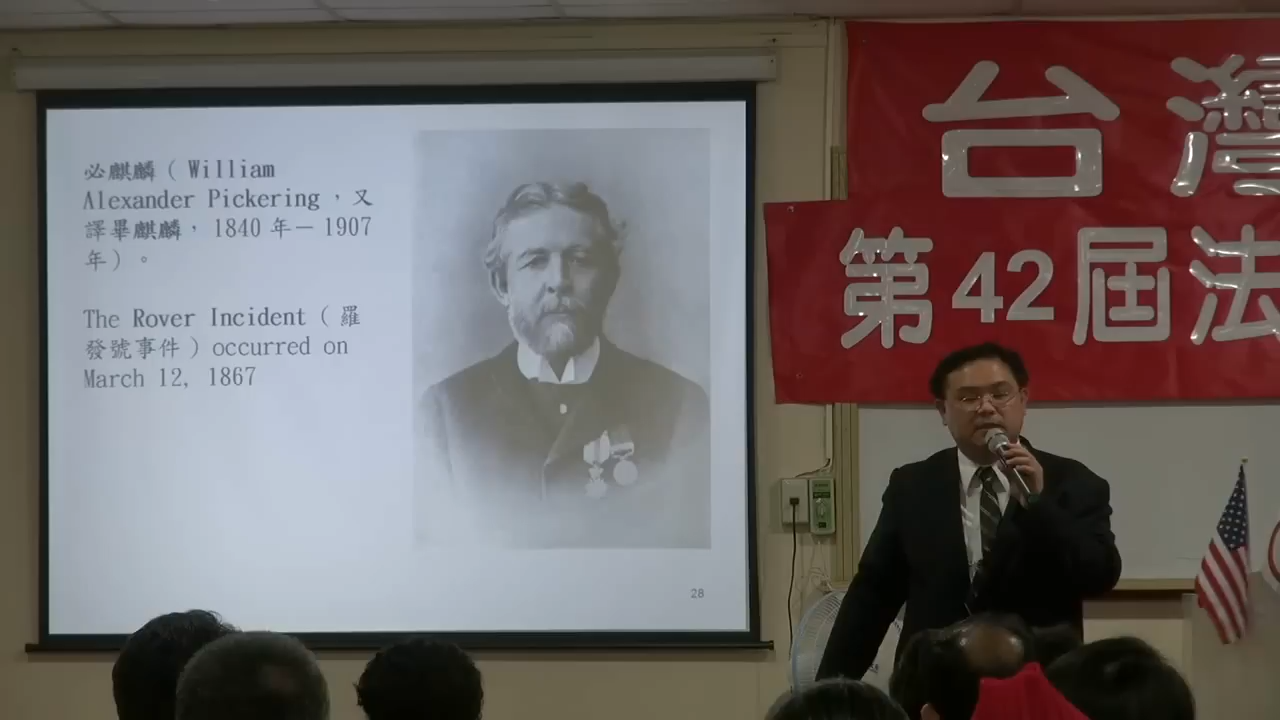 必麒麟（William
Alexander Pickering，又
譯畢麒麟，1840 年－1907
年）。
The Rover Incident（羅
發號事件）occurred on
March 12, 1867
28
台灣
第42屆法